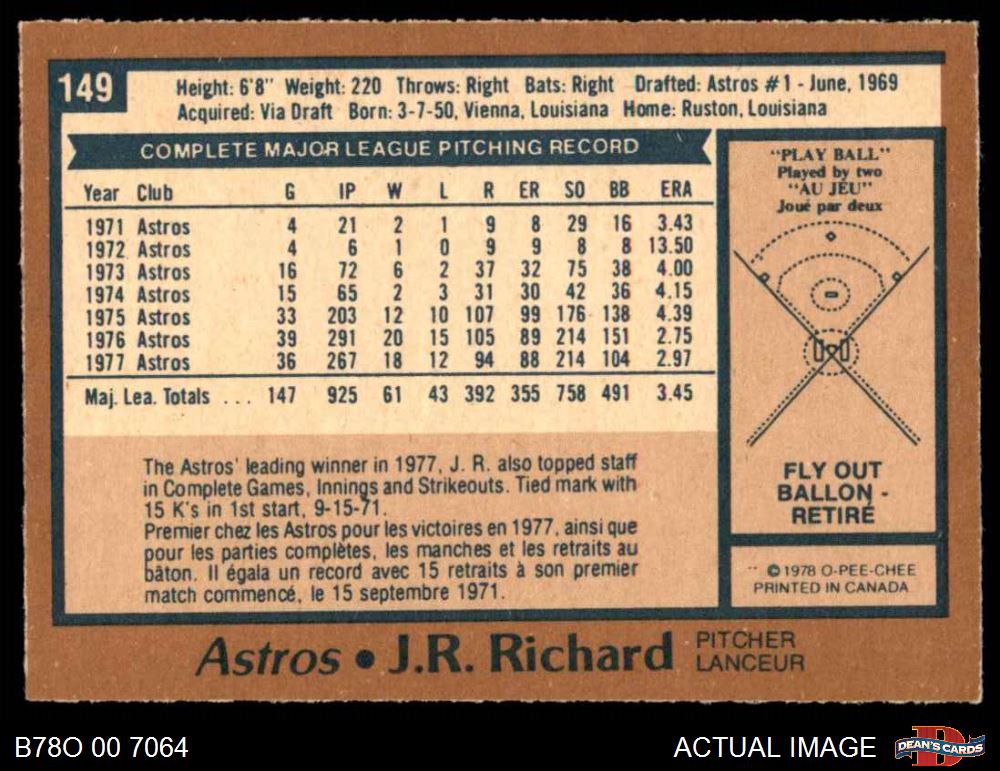 149
Height: 6'8" Weight: 220 Throws: Right Bats: Right Drafted: Astros #1 - June, 1969
Acquired: Via Draft Born: 3-7-50, Vienna, Louisiana Home: Ruston, Louisiana
COMPLETE MAJOR LEAGUE PITCHING RECORD
Year Club G IP W L R ER SO BB ERA
1971 Astros 4 21 2 1 9 8 29 16 3.43
1972 Astros 4 6 1 0 9 9 8 8 13.50
1973 Astros 16 72 6 2 37 32 75 38 4.00
1974 Astros 15 65 2 3 31 30 42 36 4.15
1975 Astros 33 203 12 10 107 99 176 138 4.39
1976 Astros 39 291 20 15 105 89 214 151 2.75
1977 Astros 36 267 18 12 94 88 214 104 2.97
Maj. Lea. Totals . . . 147 925 61 43 392 355 758 491 3.45
The Astros' leading winner in 1977, J. R. also topped staff
in Complete Games, Innings and Strikeouts. Tied mark with
15 K's in 1st start, 9-15-71.
Premier chez les Astros pour les victoires en 1977, ainsi que
pour les parties complètes, les manches et les retraits au
bâton. Il égala un record avec 15 retraits à son premier
match commencé, le 15 septembre 1971.
"PLAY BALL"
Played by two
"AU JEU"
Joué par deux
FLY OUT
BALLON -
RETIRÉ
© 1978 O-PEE-CHEE
PRINTED IN CANADA
Astros • J.R. Richard PITCHER
LANCEUR
B78O 00 7064
ACTUAL IMAGE
D
DEAN'S CARDS